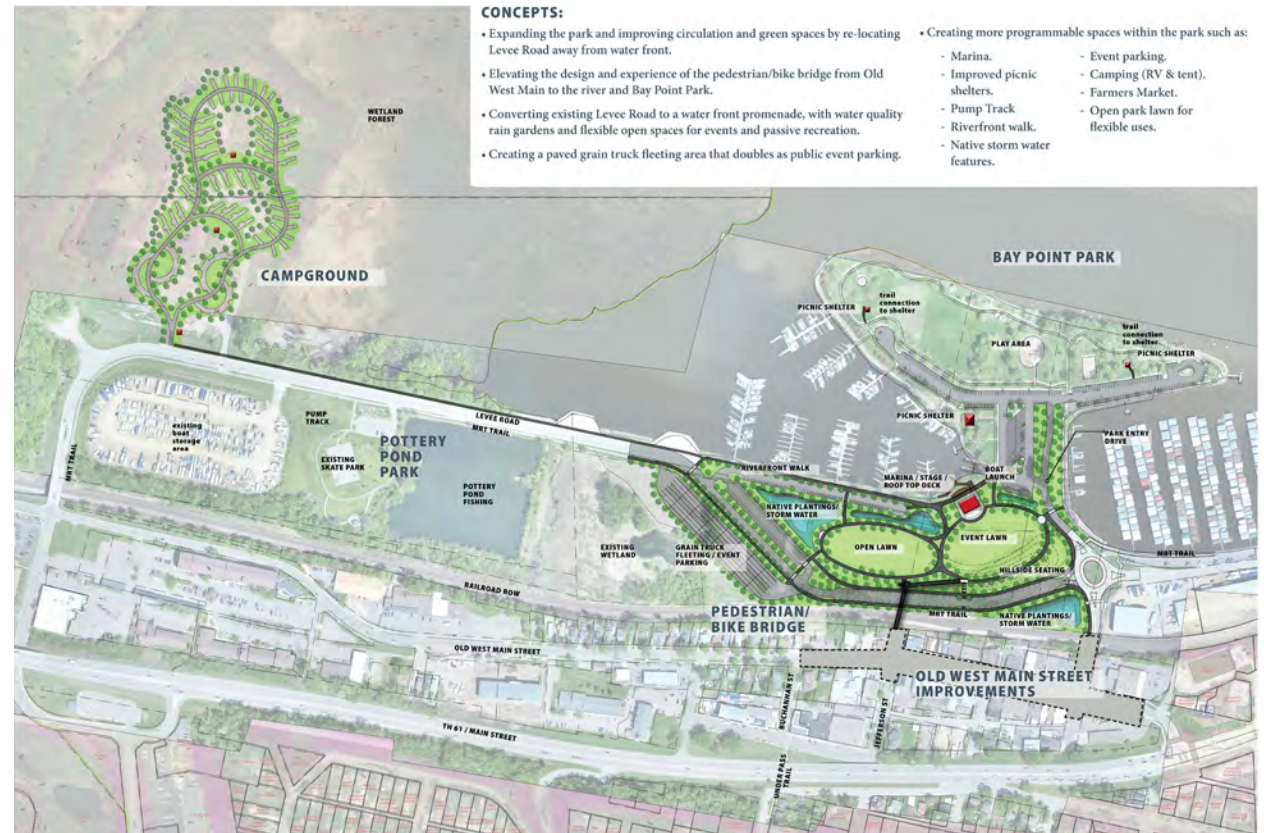 CONCEPTS:
• Expanding the park and improving circulation and green spaces by re-locating
Levee Road away from water front.
• Elevating the design and experience of the pedestrian/bike bridge from Old
West Main to the river and Bay Point Park.
• Converting existing Levee Road to a water front promenade, with water quality
rain gardens and flexible open spaces for events and passive recreation.
• Creating a paved grain truck fleeting area that doubles as public event parking.
• Creating more programmable spaces within the park such as:
- Marina.
- Improved picnic
shelters.
- Pump Track
- Riverfront walk.
- Native storm water
features.
- Event parking.
- Camping (RV & tent).
- Farmers Market.
- Open park lawn for
flexible uses.
WETLAND
FOREST
CAMPGROUND
BAY POINT PARK
PICNIC SHELTER
trail
connection
to shelter
PLAY AREA
trail
connection
to shelter
PICNIC SHELTER
PICNIC SHELTER
PARK ENTRY
DRIVE
LEVEE ROAD
MRT TRAIL
MRT TRAIL
existing
boat
storage
area
PUMP
TRACK
EXISTING
SKATE PARK
POTTERY
POND
PARK
POTTERY
POND
FISHING
RIVERFRONT WALK
MARINA / STAGE /
ROOF TOP DECK
BOAT
LAUNCH
NATIVE PLANTINGS/
STORM WATER
EXISTING
WETLAND
GRAIN TRUCK
FLEETING / EVENT
PARKING
OPEN LAWN
EVENT LAWN
HILLSIDE SEATING
MRT TRAIL
RAILROAD ROW
PEDESTRIAN/
BIKE BRIDGE
MRT TRAIL
NATIVE PLANTINGS/
STORM WATER
OLD WEST MAIN STREET
OLD WEST MAIN STREET
IMPROVEMENTS
BUCHANHAN ST
JEFFERSON ST
TH 61 / MAIN STREET
UNDER PASS
TRAIL